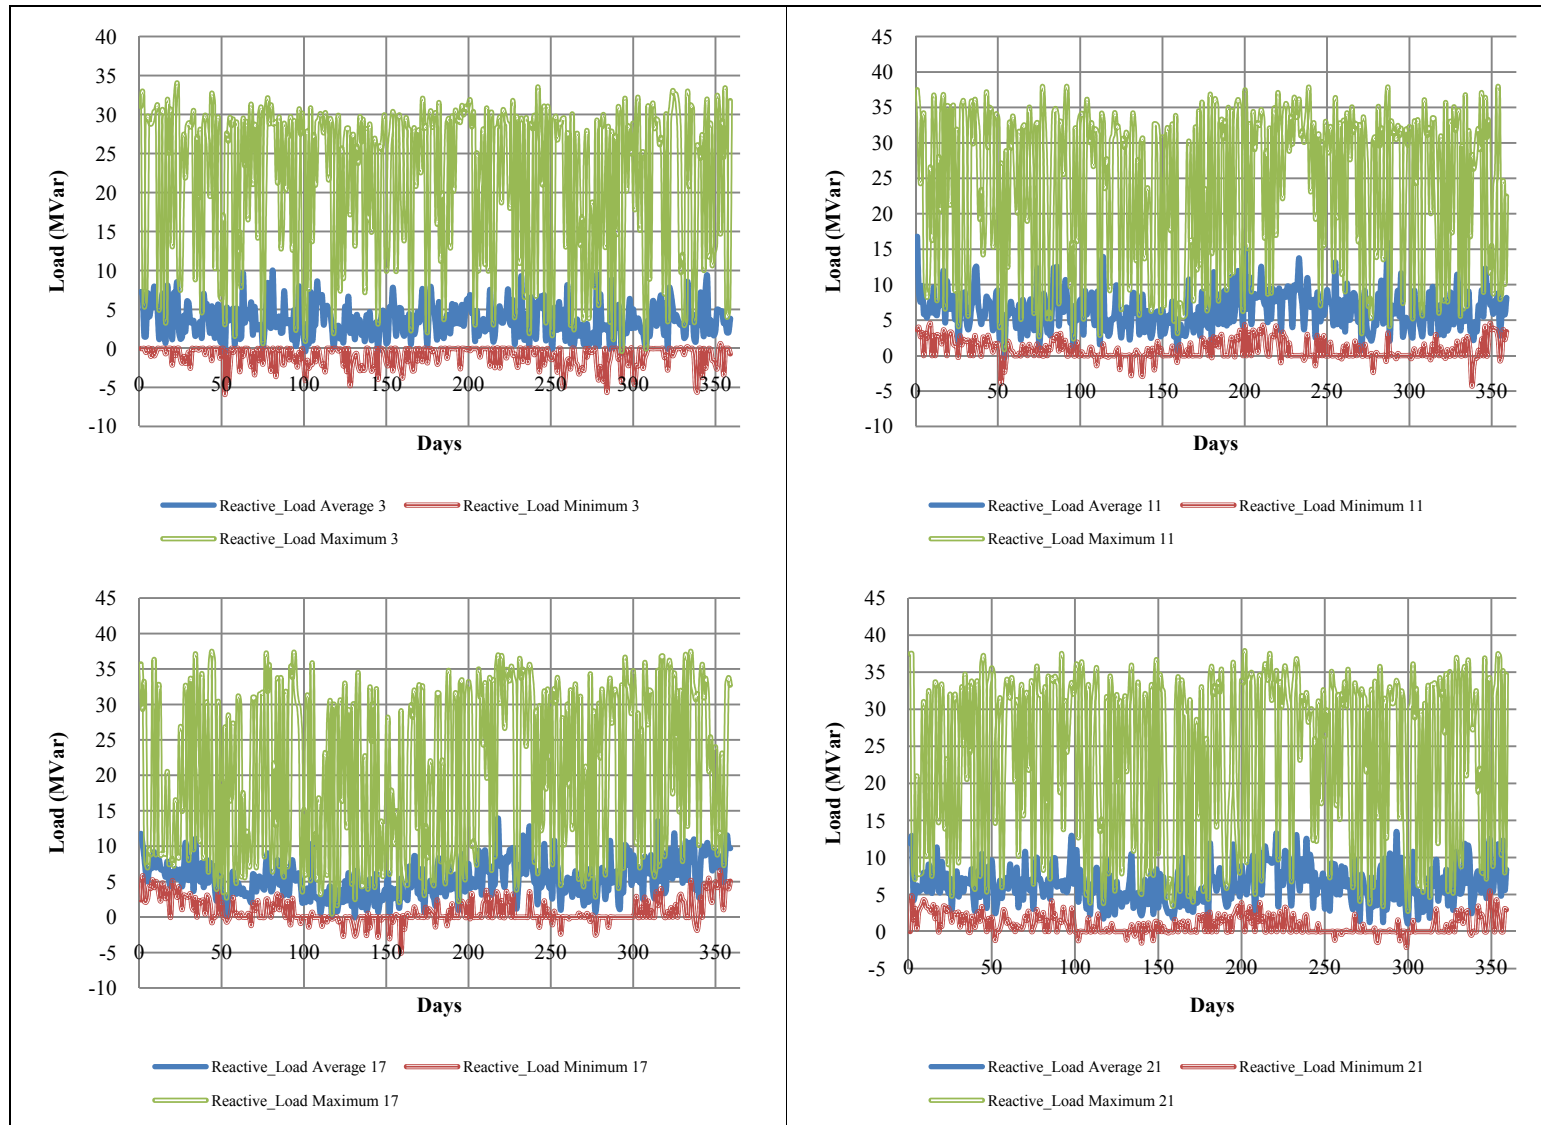 40
35
30
25
20
15
10
5
0
-5
-10
Load (MVar)
0 50 100 150 200 250 300 350
Days
Reactive_Load Average 3 Reactive_Load Minimum 3
Reactive_Load Maximum 3
45
40
35
30
25
20
15
10
5
0
-5
-10
Load (MVar)
0 50 100 150 200 250 300 350
Days
Reactive_Load Average 11 Reactive_Load Minimum 11
Reactive_Load Maximum 11
45
40
35
30
25
20
15
10
5
0
-5
-10
Load (MVar)
0 50 100 150 200 250 300 350
Days
Reactive_Load Average 17 Reactive_Load Minimum 17
Reactive_Load Maximum 17
45
40
35
30
25
20
15
10
5
0
-5
Load (MVar)
0 50 100 150 200 250 300 350
Days
Reactive_Load Average 21 Reactive_Load Minimum 21
Reactive_Load Maximum 21